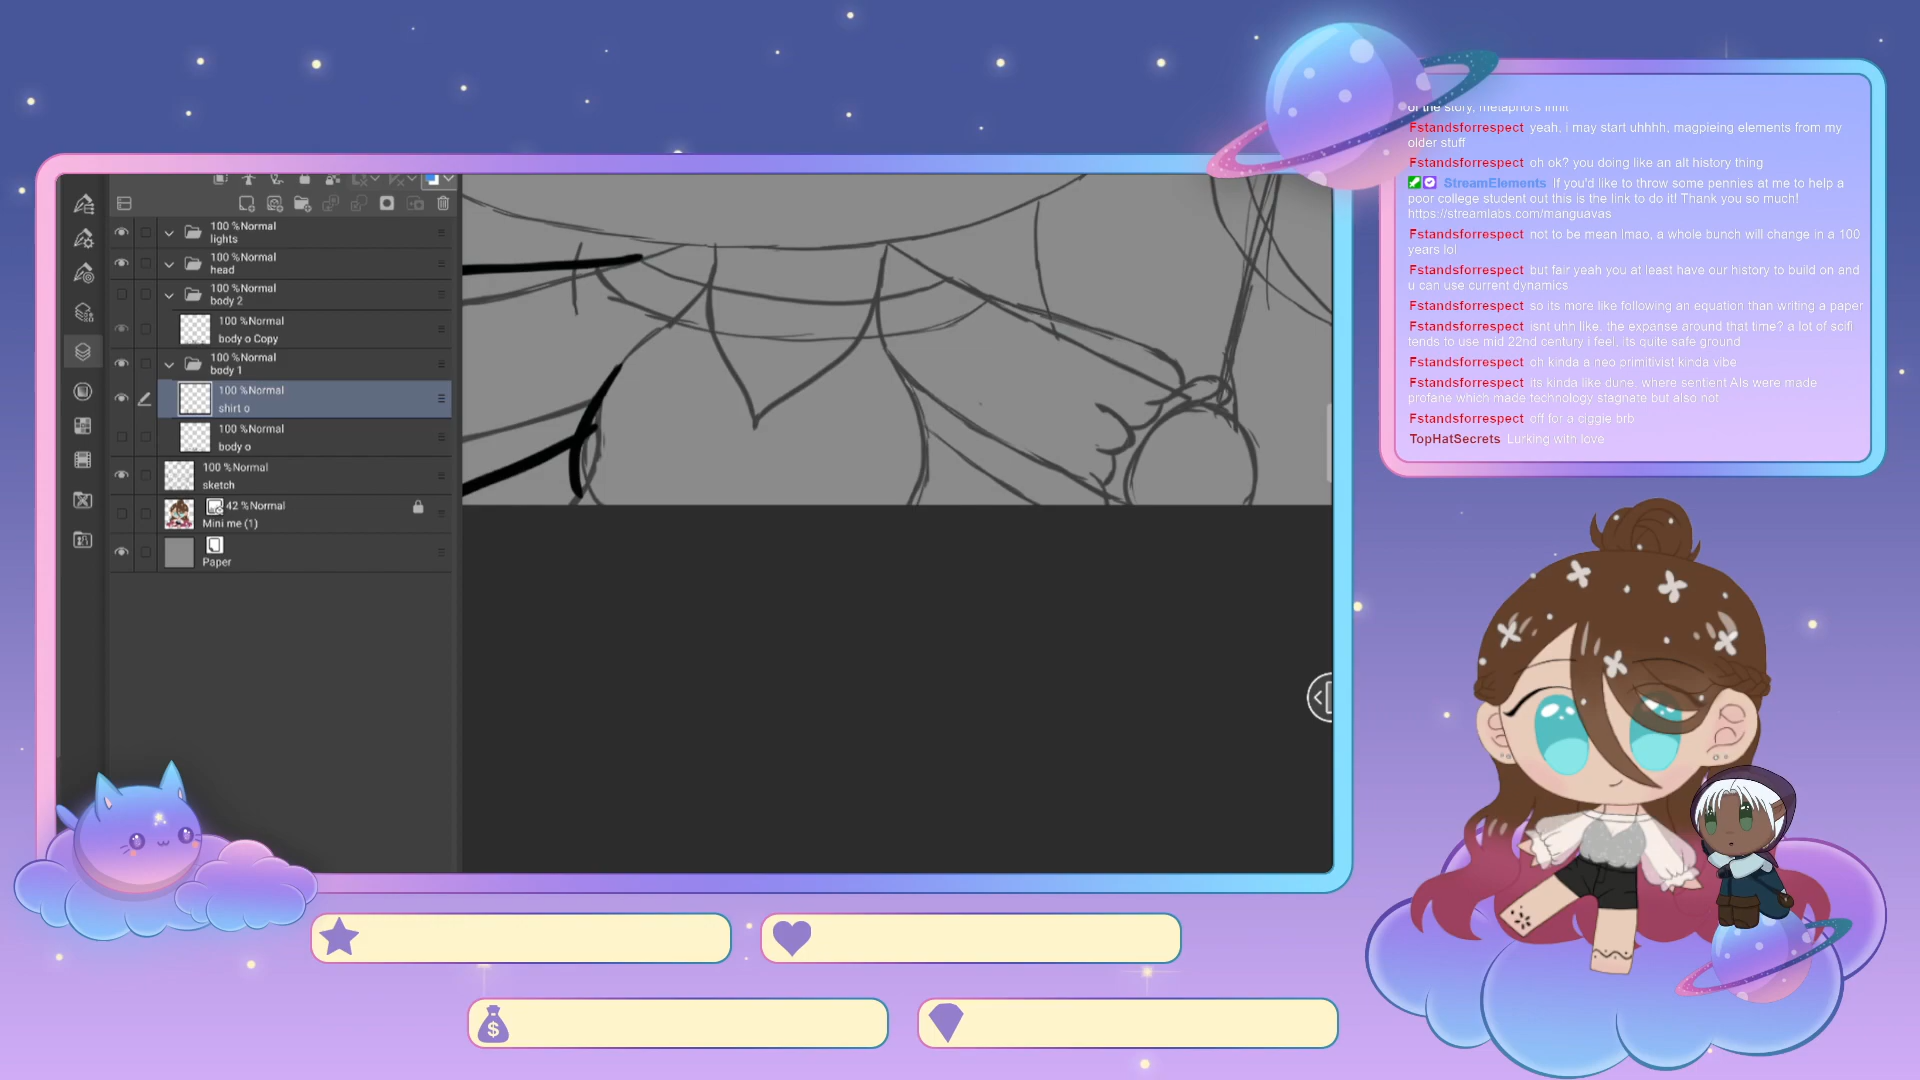 of the story, metaphors innit
Fstandsforrespect yeah. i may start uhhhh, magpieing elements from my
older stuff
Fstandsforrespect oh ok? you doing like an alt history thing
StreamElements If you'd like to throw some pennies at me to help a
poor college student out this is the link to do it! Thank you so much!
https://streamlabs.com/manguavas
Fstandsforrespect not to be mean lmao, a whole bunch will change in a 100
years lol
Fstandsforrespect but fair yeah you at least have our history to build on and
u can use current dynamics
Fstandsforrespect so its more like following an equation than writing a paper
Fstandsforrespect isnt uhh like. the expanse around that time? a lot of scifi
tends to use mid 22nd century i feel. its quite safe ground
Fstandsforrespect oh kinda a neo primitivist kinda vibe
Fstandsforrespect its kinda like dune. where sentient AIs were made
profane which made technology stagnate but also not
Fstandsforrespect off for a ciggie brb
TopHatSecrets Lurking with love
100 %Normal
lights
100 %Normal
head
100 %Normal
body 2
100 %Normal
body o Copy
100 %Normal
body 1
100 %Normal
shirt o
100 %Normal
body o
100 %Normal
sketch
42 %Normal
Mini me (1)
Paper
$